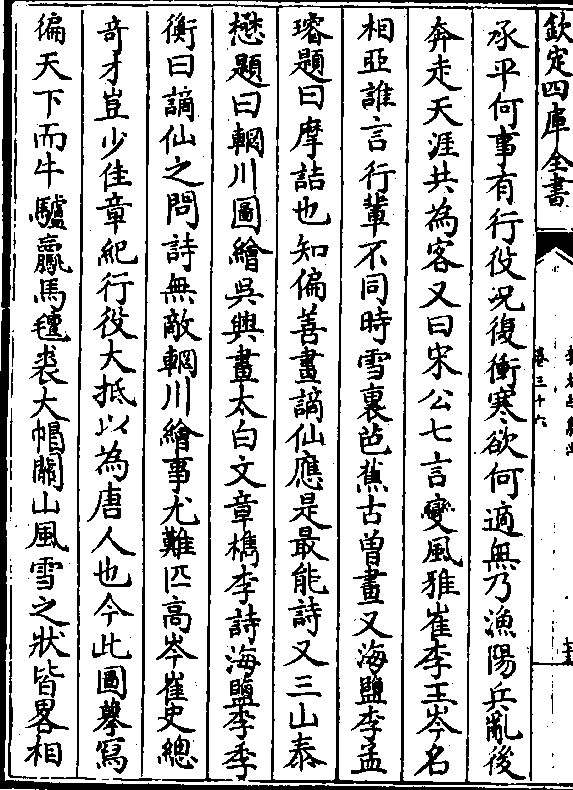 欽定四庫全書
卷三十六
承平何事有行役况復衝寒欲何適無乃漁陽兵亂後
奔走天涯共為客又曰宋公七言變風雅崔李王岑名
相亞誰言行輩不同時雪裏芭蕉古曽畫又海鹽李孟
璿題曰摩詰也知偏善畫謫仙應是最能詩又三山泰
懋題曰輞川圖繪吳興畫太白文章檇李詩海鹽李季
衡曰謫仙之問詩無敵輞川繪事尤難匹高岑崔史總
竒才豈少佳章紀行役大抵以為唐人也今此圖摹寫
徧天下而牛驢羸馬氊裘大帽關山風雪之狀皆畧相